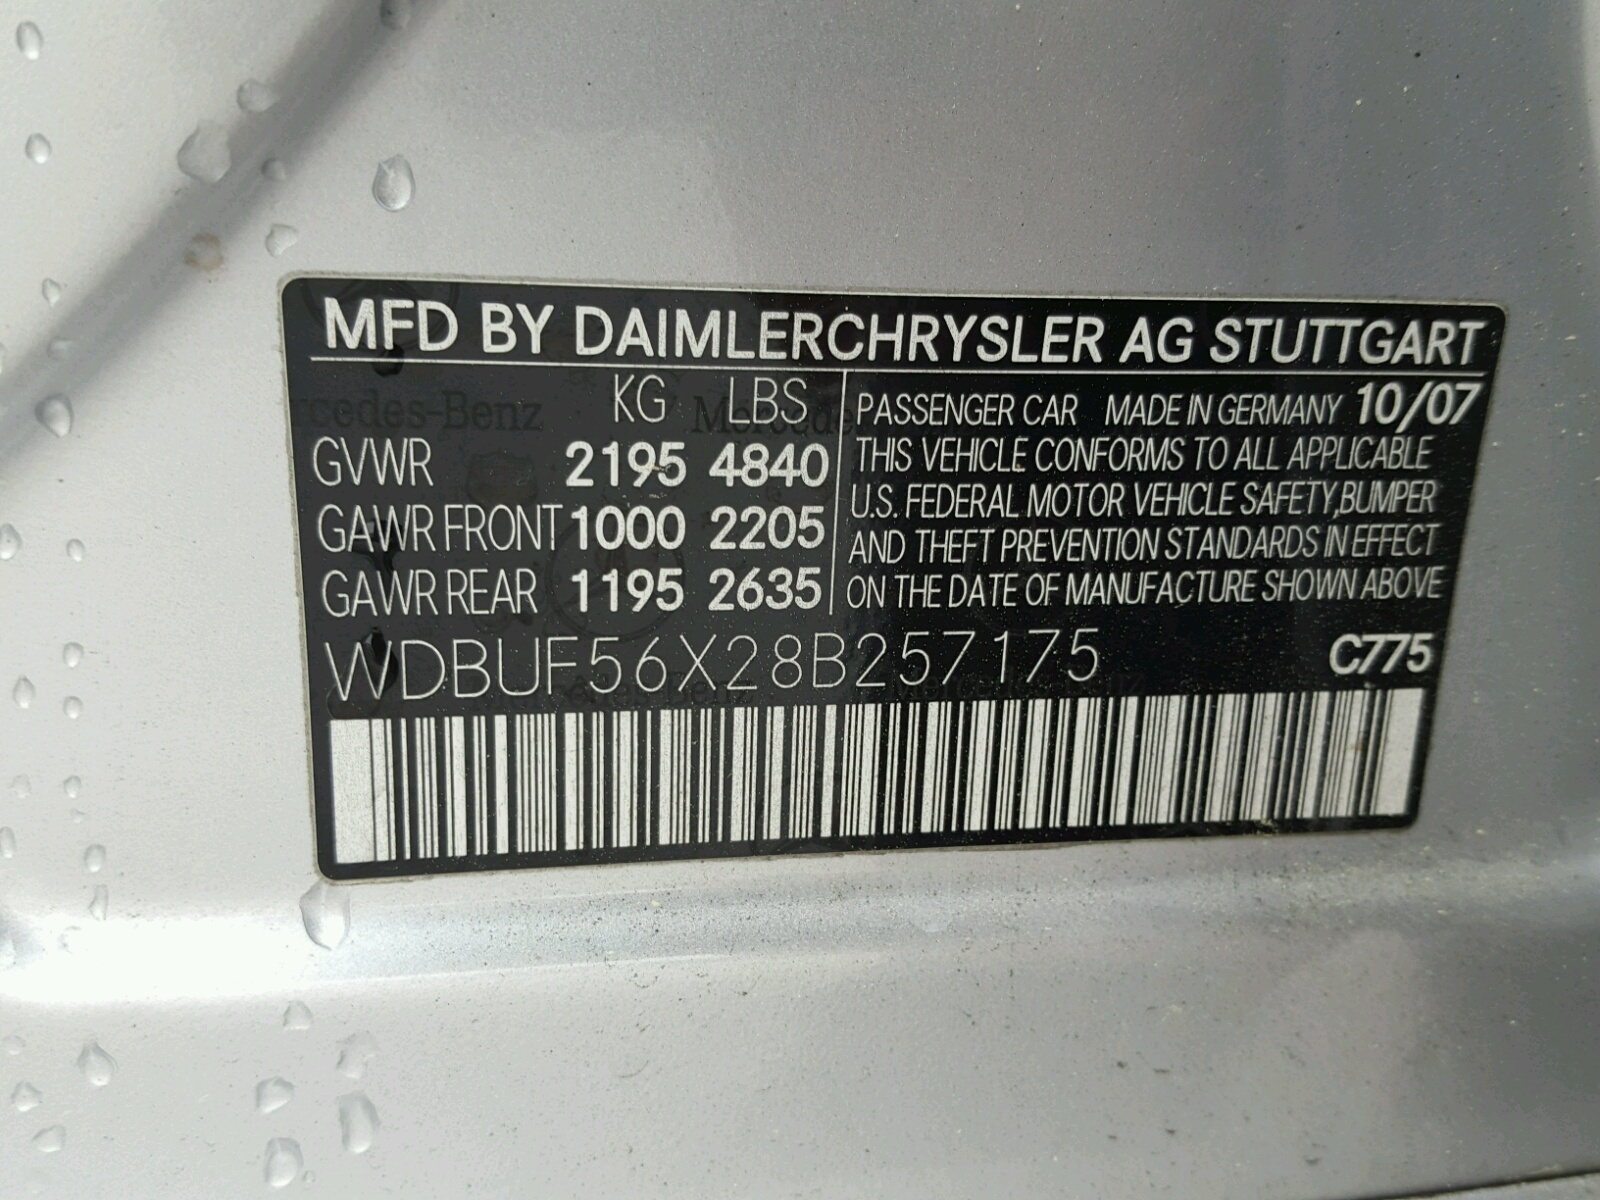 MFD BY DAIMLERCHRYSLER AG STUTTGART
KG LBS
GVWR 2195 4840
GAWR FRONT 1000 2205
GAWR REAR 1195 2635
PASSENGER CAR MADE IN GERMANY 10/07
THIS VEHICLE CONFORMS TO ALL APPLICABLE
U.S. FEDERAL MOTOR VEHICLE SAFETY,BUMPER
AND THEFT PREVENTION STANDARDS IN EFFECT
ON THE DATE OF MANUFACTURE SHOWN ABOVE
WDBUF56X28B257175 C775